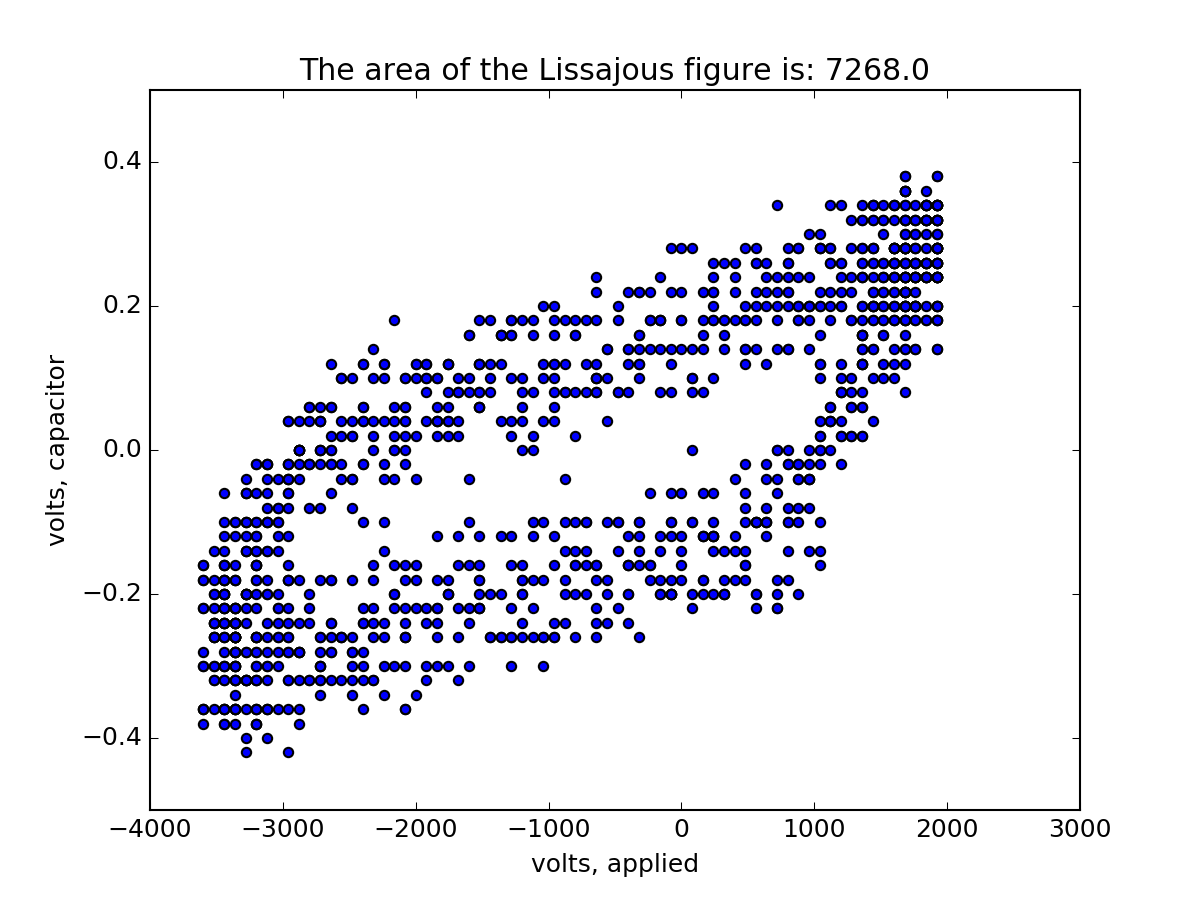 The area of the Lissajous figure is: 7268.0
0.4
0.2
0.0
−0.2
−0.4
volts, capacitor
−4000 −3000 −2000 −1000 0 1000 2000 3000
volts, applied